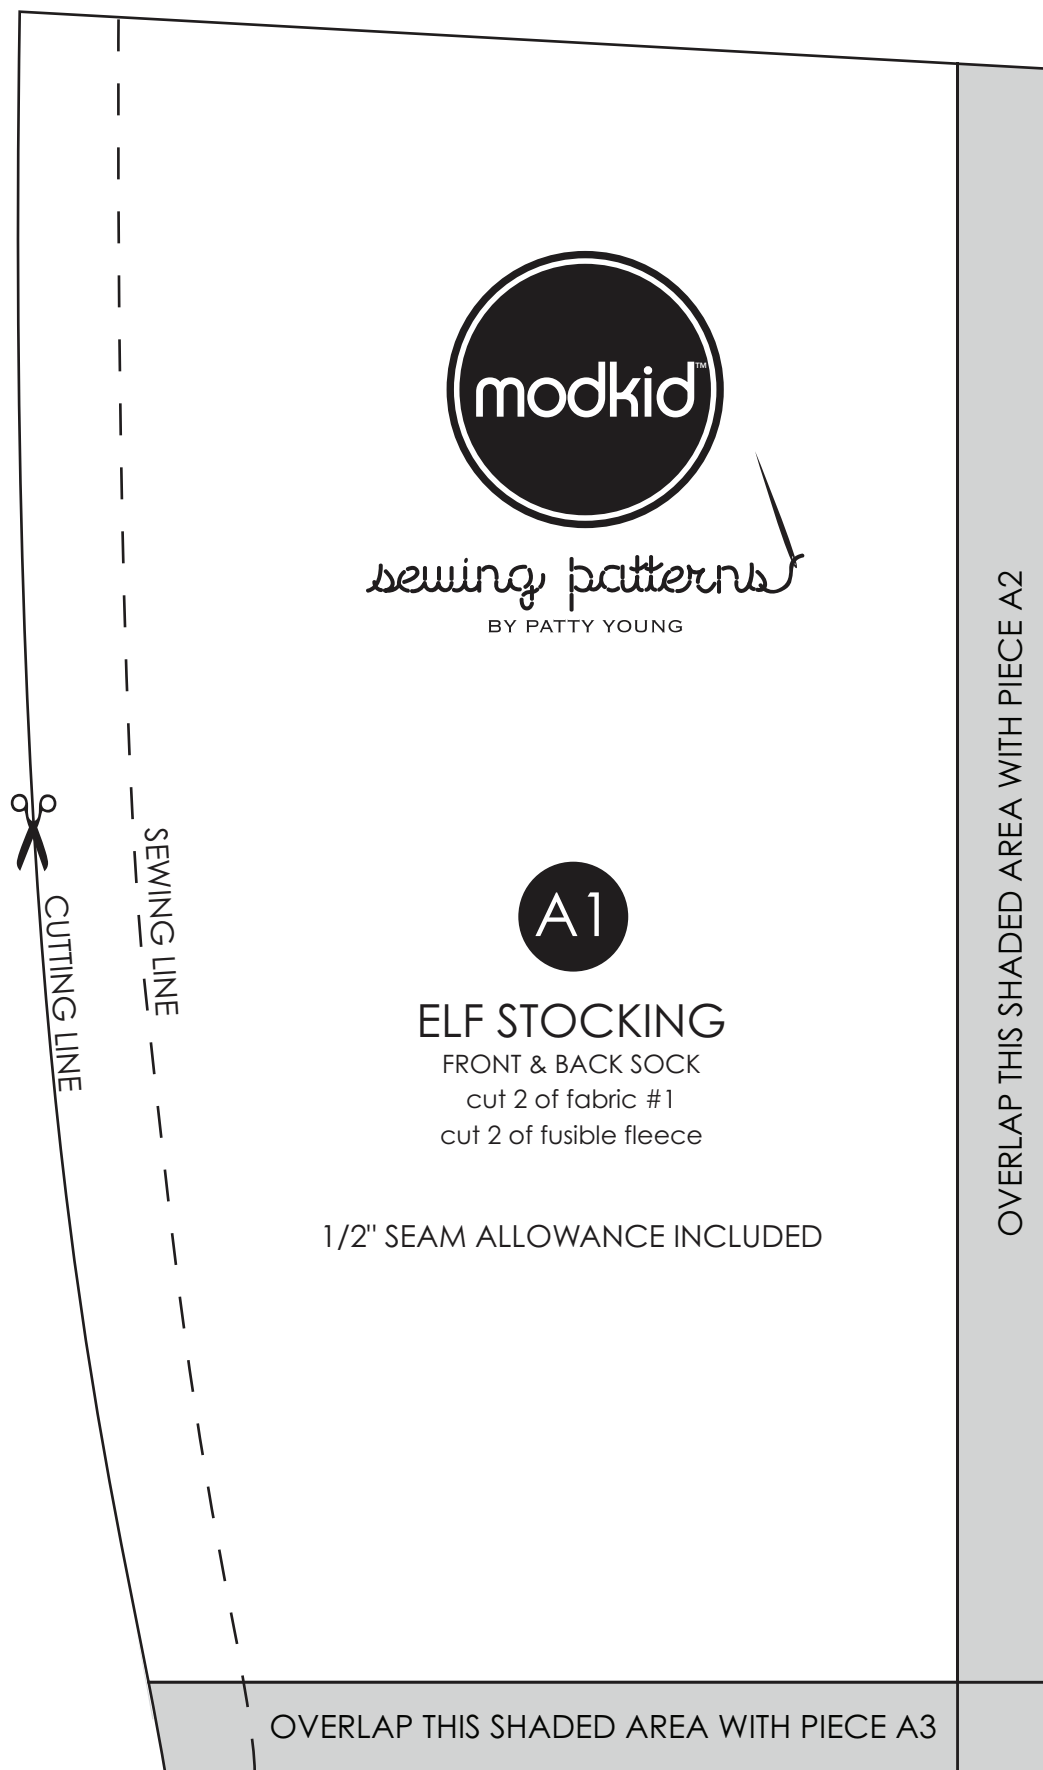 modkid™
sewing patterns
BY PATTY YOUNG
SEWING LINE
CUTTING LINE
A1
ELF STOCKING
FRONT & BACK SOCK
cut 2 of fabric #1
cut 2 of fusible fleece
1/2" SEAM ALLOWANCE INCLUDED
OVERLAP THIS SHADED AREA WITH PIECE A2
OVERLAP THIS SHADED AREA WITH PIECE A3